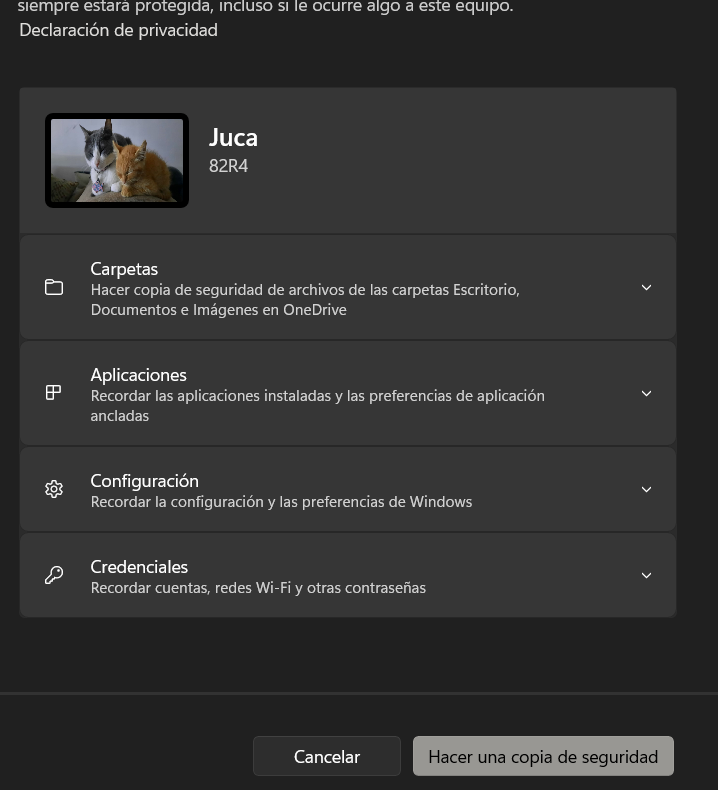 siempre estará protegida, incluso si le ocurre algo a este equipo.
Declaración de privacidad
Juca
82R4
Carpetas
Hacer copia de seguridad de archivos de las carpetas Escritorio,
Documentos e Imágenes en OneDrive
Aplicaciones
Recordar las aplicaciones instaladas y las preferencias de aplicación
ancladas
Configuración
Recordar la configuración y las preferencias de Windows
Credenciales
Recordar cuentas, redes Wi-Fi y otras contraseñas
Cancelar
Hacer una copia de seguridad